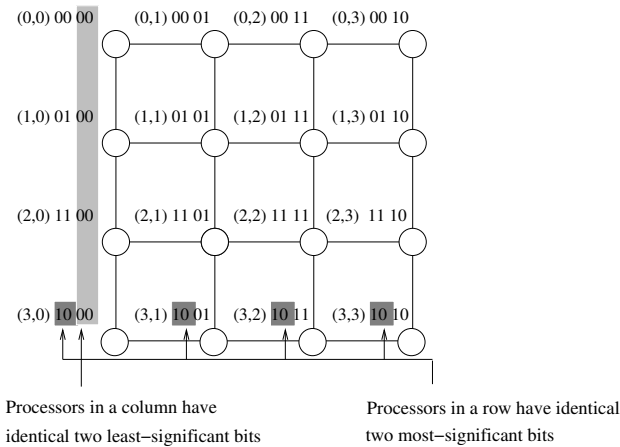 (0,0) 00 00 (0,1) 00 01 (0,2) 00 11 (0,3) 00 10
(1,0) 01 00 (1,1) 01 01 (1,2) 01 11 (1,3) 01 10
(2,0) 11 00 (2,1) 11 01 (2,2) 11 11 (2,3) 11 10
(3,0) 10 00 (3,1) 10 01 (3,2) 10 11 (3,3) 10 10
Processors in a column have
identical two least−significant bits
Processors in a row have identical
two most−significant bits